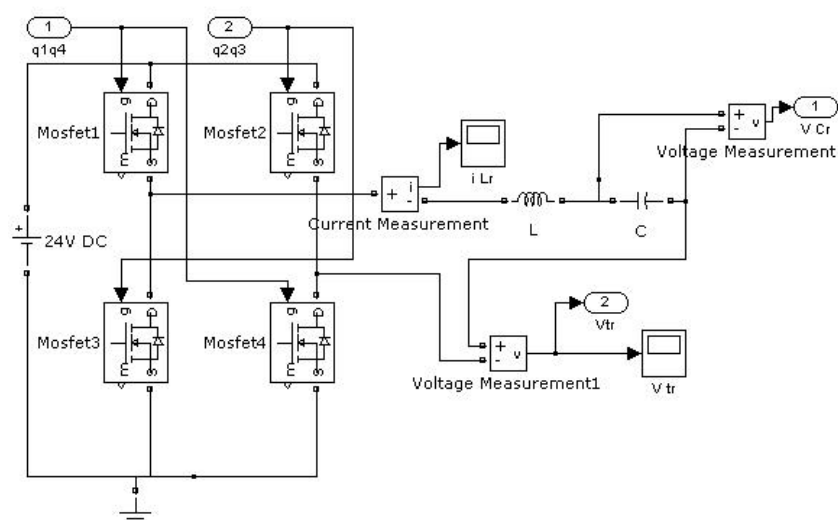 1
q1q4
2
q2q3
g
D
Mosfet1
m
S
g
D
Mosfet2
m
S
+
24V DC
+
i
-
Current Measurement
i Lr
L
C
+
-
v
Voltage Measurement
1
V Cr
g
D
Mosfet3
m
S
g
D
Mosfet4
m
S
+
-
v
Voltage Measurement1
2
Vtr
V tr